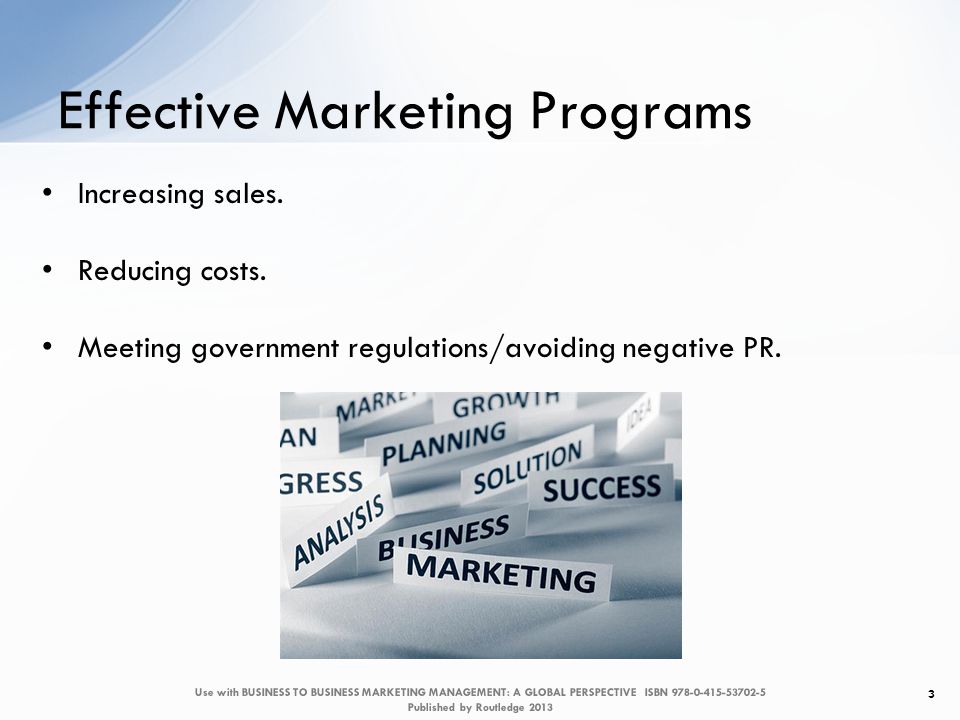 Effective Marketing Programs
• Increasing sales.
• Reducing costs.
• Meeting government regulations/avoiding negative PR.
MARKET
GROWTH
IDEA
AN
PLANNING
SOLUTION
GRESS
SUCCESS
ANALYSIS
BUSINESS
MARKETING
Use with BUSINESS TO BUSINESS MARKETING MANAGEMENT: A GLOBAL PERSPECTIVE ISBN 978-0-415-53702-5
Published by Routledge 2013
3